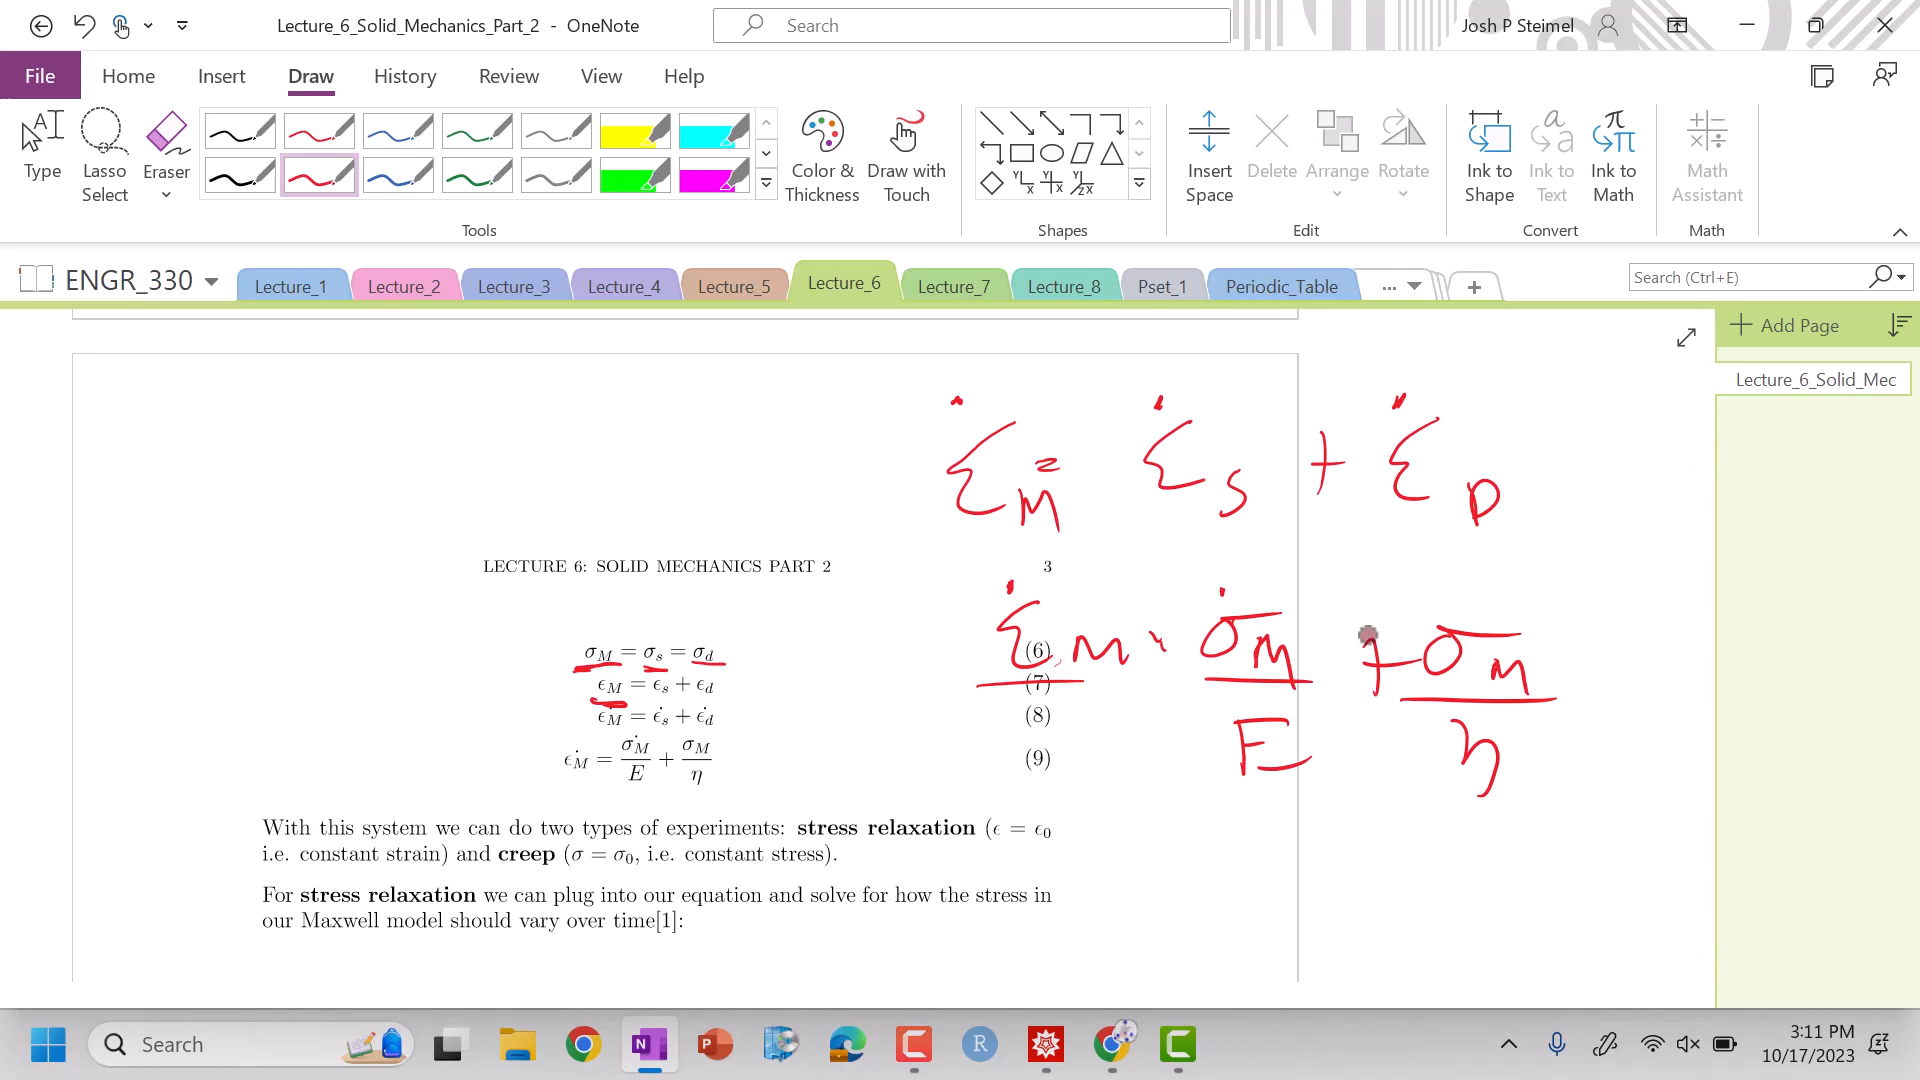 Lecture_6_Solid_Mechanics_Part_2 - OneNote
Search
Josh P Steimel
File Home Insert Draw History Review View Help
Type
Lasso Select
Eraser
Color & Thickness
Draw with Touch
Insert Space
Delete
Arrange
Rotate
Ink to Shape
Ink to Text
Ink to Math
Math Assistant
Tools Shapes Edit Convert Math
ENGR_330
Lecture_1 Lecture_2 Lecture_3 Lecture_4 Lecture_5 Lecture_6 Lecture_7 Lecture_8 Pset_1 Periodic_Table ...
Search (Ctrl+E)
Add Page
Lecture_6_Solid_Mec
ε̇_M = ε̇_S + ε̇_D
LECTURE 6: SOLID MECHANICS PART 2 3
ε̇_M = σ̇_M / E + σ_M / η
σ_M = σ_s = σ_d (6)
ϵ_M = ϵ_s + ϵ_d (7)
ϵ̇_M = ϵ̇_s + ϵ̇_d (8)
ϵ̇_M = σ̇_M / E + σ_M / η (9)
With this system we can do two types of experiments: stress relaxation (ϵ = ϵ₀
i.e. constant strain) and creep (σ = σ₀, i.e. constant stress).
For stress relaxation we can plug into our equation and solve for how the stress in
our Maxwell model should vary over time[1]:
Search
3:11 PM
10/17/2023